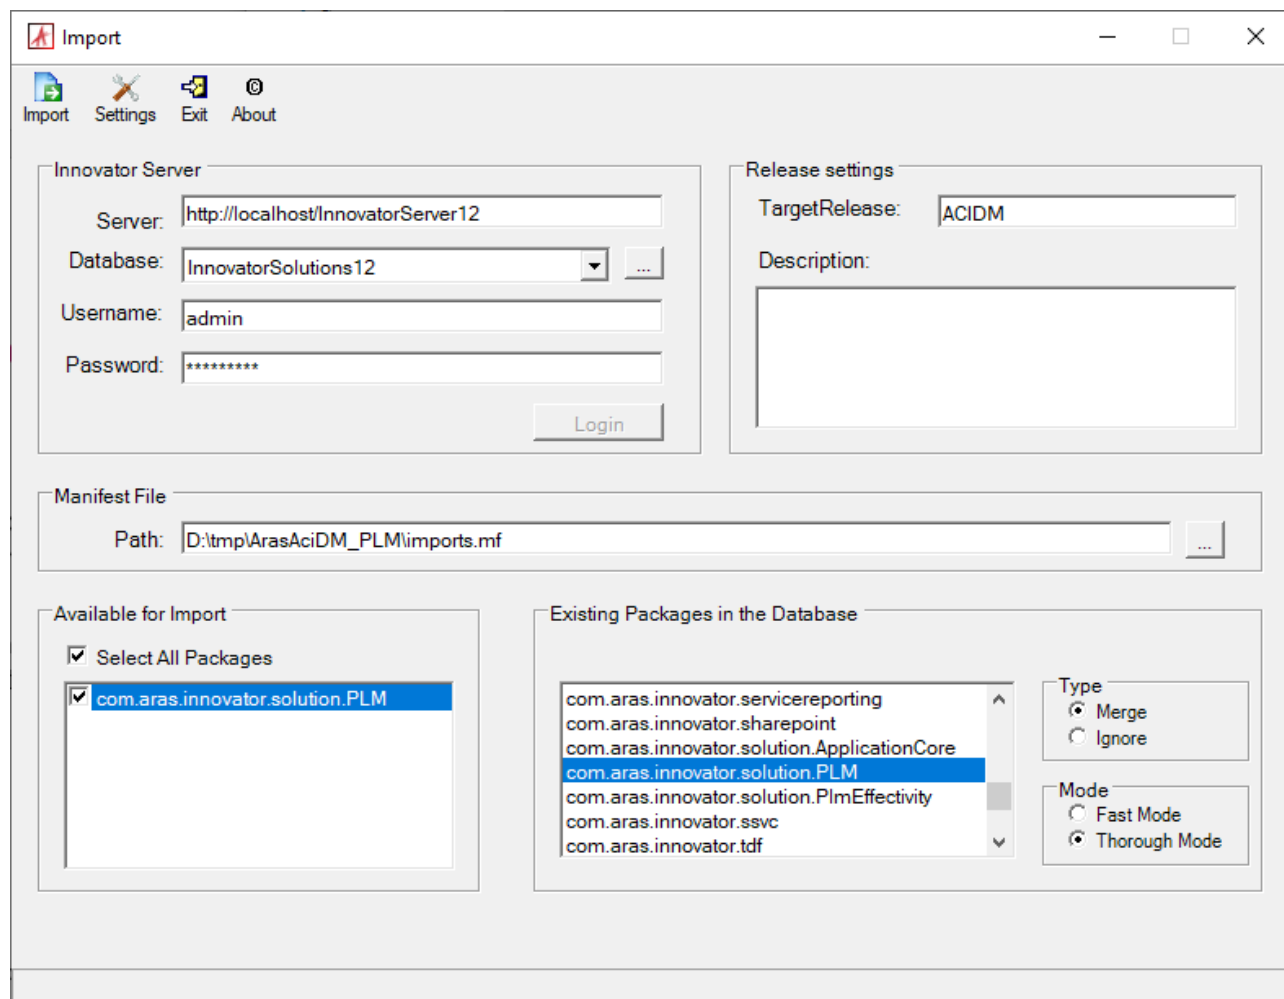 Import
Import Settings Exit About
Innovator Server
Server: http://localhost/InnovatorServer12
Database: InnovatorSolutions12 ...
Username: admin
Password: *********
Login
Release settings
TargetRelease: ACIDM
Description:
Manifest File
Path: D:\tmp\ArasAciDM_PLM\imports.mf ...
Available for Import
Select All Packages
com.aras.innovator.solution.PLM
Existing Packages in the Database
com.aras.innovator.servicereporting
com.aras.innovator.sharepoint
com.aras.innovator.solution.ApplicationCore
com.aras.innovator.solution.PLM
com.aras.innovator.solution.PlmEffectivity
com.aras.innovator.ssvc
com.aras.innovator.tdf
Type
Merge
Ignore
Mode
Fast Mode
Thorough Mode